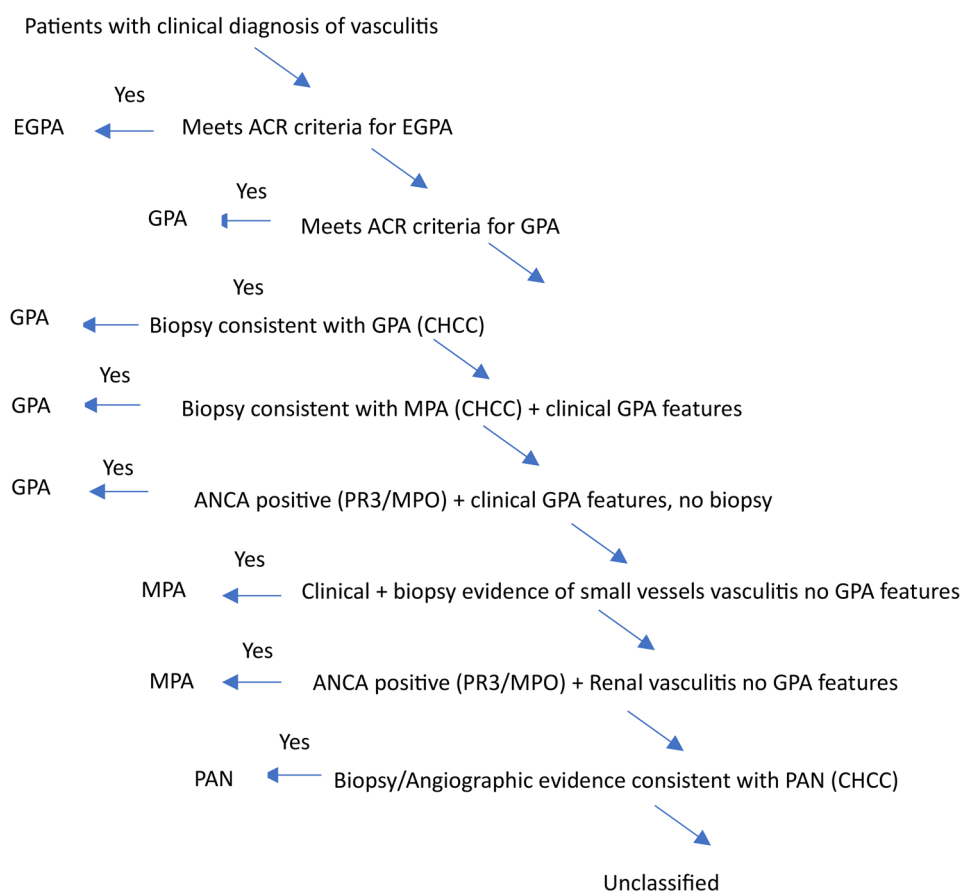 Patients with clinical diagnosis of vasculitis
Yes
EGPA
Meets ACR criteria for EGPA
Yes
GPA
Meets ACR criteria for GPA
Yes
GPA
Biopsy consistent with GPA (CHCC)
Yes
GPA
Biopsy consistent with MPA (CHCC) + clinical GPA features
Yes
GPA
ANCA positive (PR3/MPO) + clinical GPA features, no biopsy
Yes
MPA
Clinical + biopsy evidence of small vessels vasculitis no GPA features
Yes
MPA
ANCA positive (PR3/MPO) + Renal vasculitis no GPA features
Yes
PAN
Biopsy/Angiographic evidence consistent with PAN (CHCC)
Unclassified